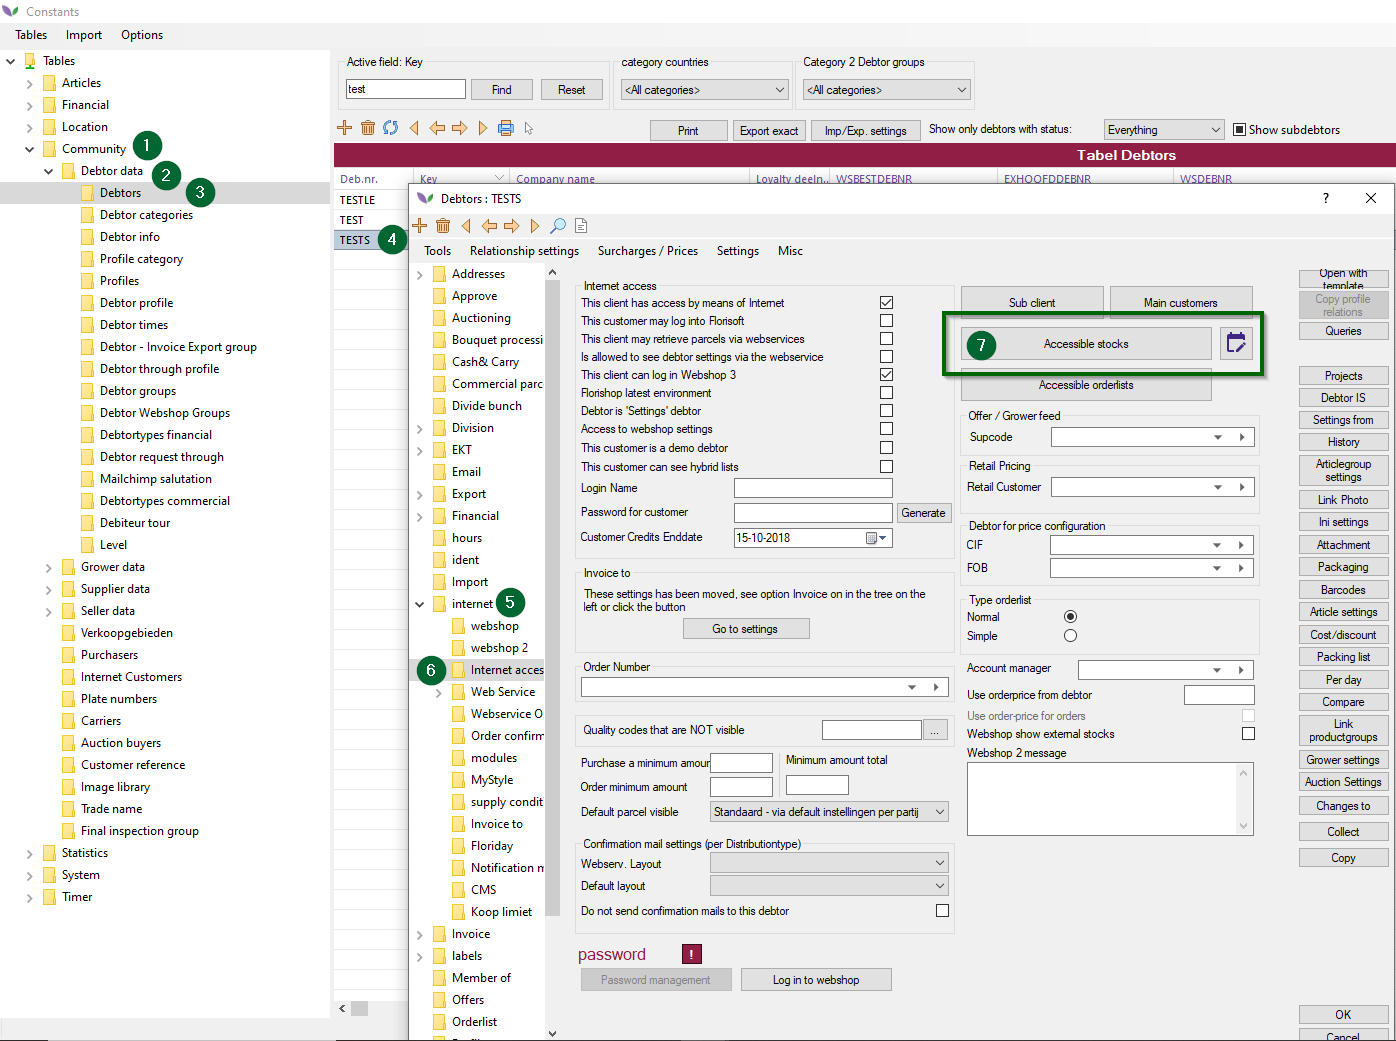 Constants
Tables Import Options
Tables
Articles
Financial
Location
Community 1
Debtor data 2
Debtors 3
Debtor categories
Debtor info
Profile category
Profiles
Debtor profile
Debtor times
Debtor - Invoice Export group
Debtor through profile
Debtor groups
Debtor Webshop Groups
Debtortypes financial
Debtor request through
Mailchimp salutation
Debtortypes commercial
Debiteur tour
Level
Grower data
Supplier data
Seller data
Verkoopgebieden
Purchasers
Internet Customers
Plate numbers
Carriers
Auction buyers
Customer reference
Image library
Trade name
Final inspection group
Statistics
System
Timer
Active field: Key
test Find Reset
category countries
<All categories>
Category 2 Debtor groups
<All categories>
Print Export exact Imp/Exp. settings Show only debtors with status: Everything Show subdebtors
Tabel Debtors
Deb.nr. Key Company name Loyalty deeln.. WSBESTDEBNR EXHOOFDDEBNR WSDEBNR
TESTLE
TEST
TESTS 4
Debtors : TESTS ?
Tools Relationship settings Surcharges / Prices Settings Misc
Addresses
Approve
Auctioning
Bouquet processi
Cash& Carry
Commercial parc
Divide bunch
Division
EKT
Email
Export
Financial
hours
ident
Import
internet 5
webshop
webshop 2
6 Internet acces
Web Service
Webservice O
Order confirm
modules
MyStyle
supply condit
Invoice to
Floriday
Notification m
CMS
Koop limiet
Invoice
labels
Member of
Offers
Orderlist
Internet access
This client has access by means of Internet
This customer may log into Florisoft
This client may retrieve parcels via webservices
Is allowed to see debtor settings via the webservice
This client can log in Webshop 3
Florishop latest environment
Debtor is 'Settings' debtor
Access to webshop settings
This customer is a demo debtor
This customer can see hybrid lists
Login Name
Password for customer Generate
Customer Credits Enddate 15-10-2018
Invoice to
These settings has been moved, see option Invoice on in the tree on the
left or click the button
Go to settings
Order Number
Quality codes that are NOT visible ...
Purchase a minimum amour Minimum amount total
Order minimum amount
Default parcel visible Standaard - via default instellingen per partij
Confirmation mail settings (per Distributiontype)
Webserv. Layout
Default layout
Do not send confirmation mails to this debtor
password !
Password management Log in to webshop
Sub client Main customers
7 Accessible stocks
Accessible orderlists
Offer / Grower feed
Supcode
Retail Pricing
Retail Customer
Debtor for price configuration
CIF
FOB
Type orderlist
Normal
Simple
Account manager
Use orderprice from debtor
Use order-price for orders
Webshop show external stocks
Webshop 2 message
Open with
template
Copy profile
relations
Queries
Projects
Debtor IS
Settings from
History
Articlegroup
settings
Link Photo
Ini settings
Attachment
Packaging
Barcodes
Article settings
Cost/discount
Packing list
Per day
Compare
Link
productgroups
Grower settings
Auction Settings
Changes to
Collect
Copy
OK
Cancel